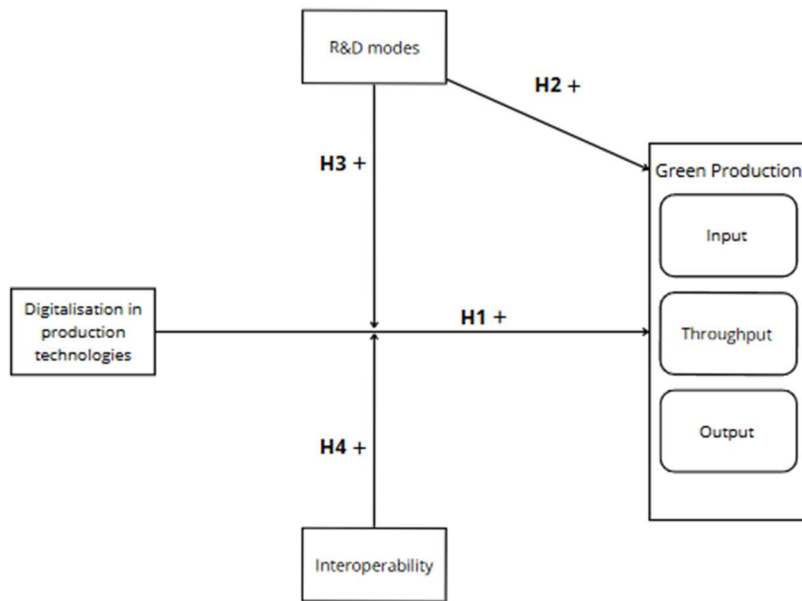 R&D modes
H2 +
H3 +
Green Production
Input
Digitalisation in
production
technologies
H1 +
Throughput
Output
H4 +
Interoperability